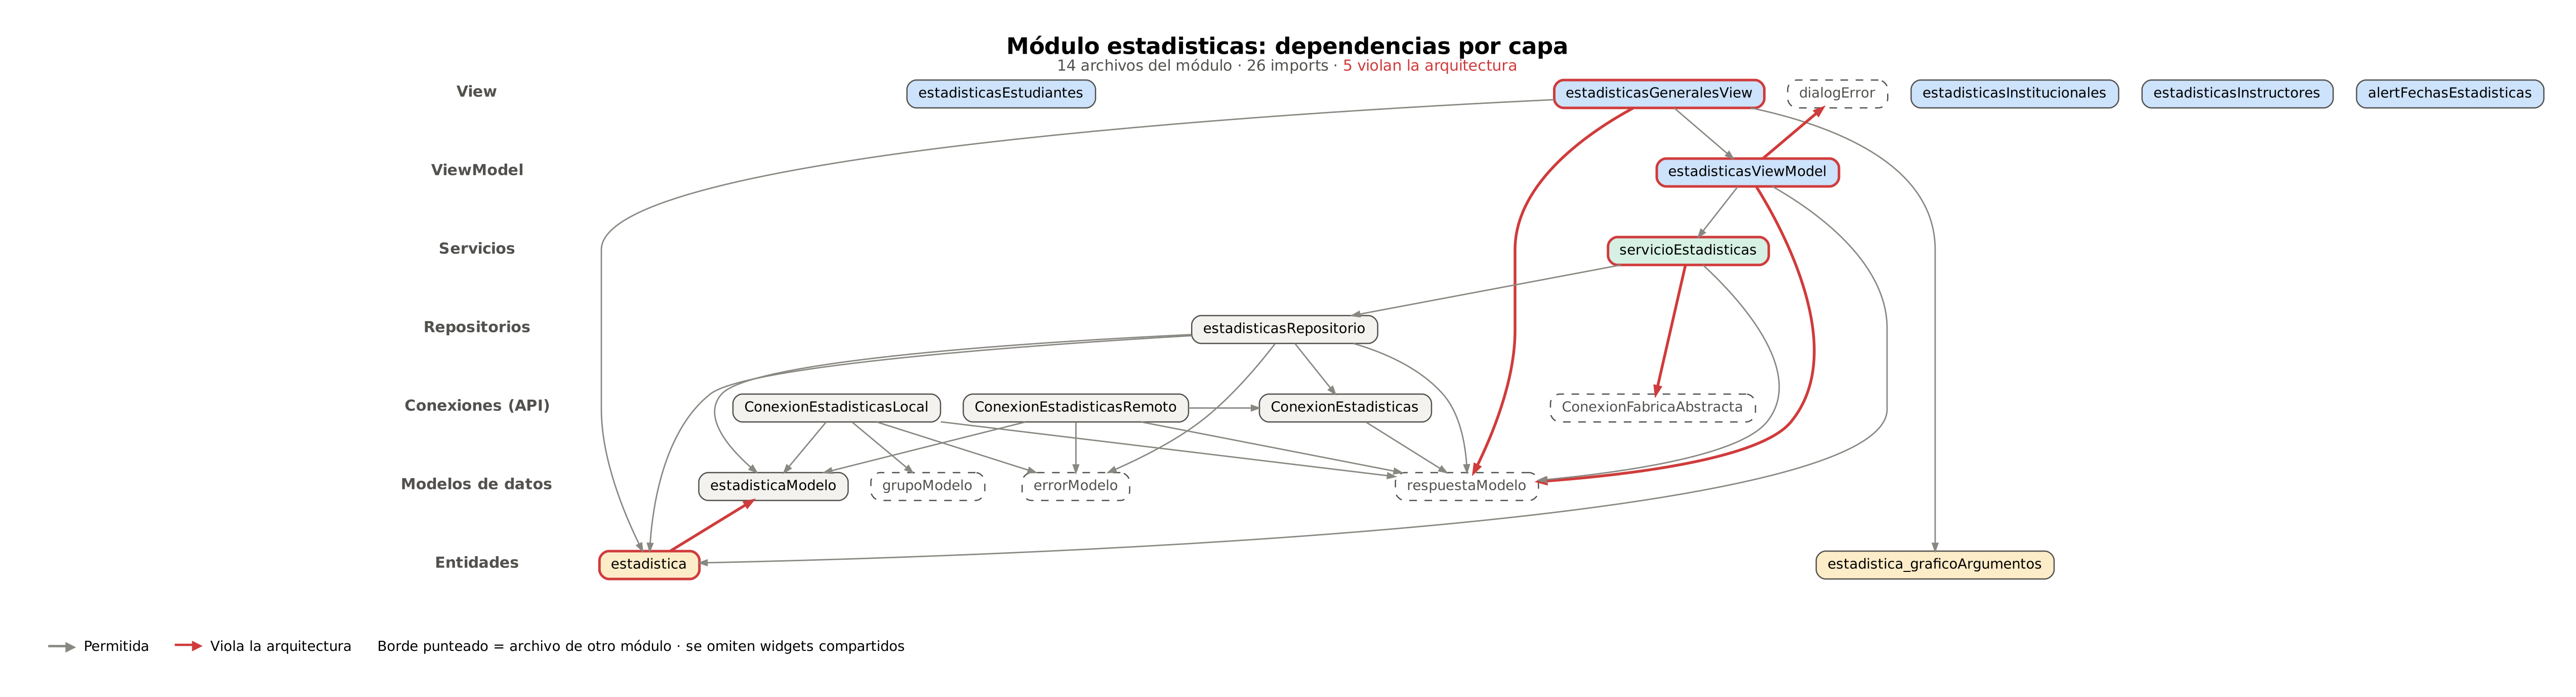 Módulo estadisticas: dependencias por capa
14 archivos del módulo · 26 imports · 5 violan la arquitectura
View
estadisticasEstudiantes
estadisticasGeneralesView
dialogError
estadisticasInstitucionales
estadisticasInstructores
alertFechasEstadisticas
ViewModel
estadisticasViewModel
Servicios
servicioEstadisticas
Repositorios
estadisticasRepositorio
Conexiones (API)
ConexionEstadisticasLocal
ConexionEstadisticasRemoto
ConexionEstadisticas
ConexionFabricaAbstracta
Modelos de datos
estadisticaModelo
grupoModelo
errorModelo
respuestaModelo
Entidades
estadistica
estadistica_graficoArgumentos
Permitida
Viola la arquitectura
Borde punteado = archivo de otro módulo · se omiten widgets compartidos